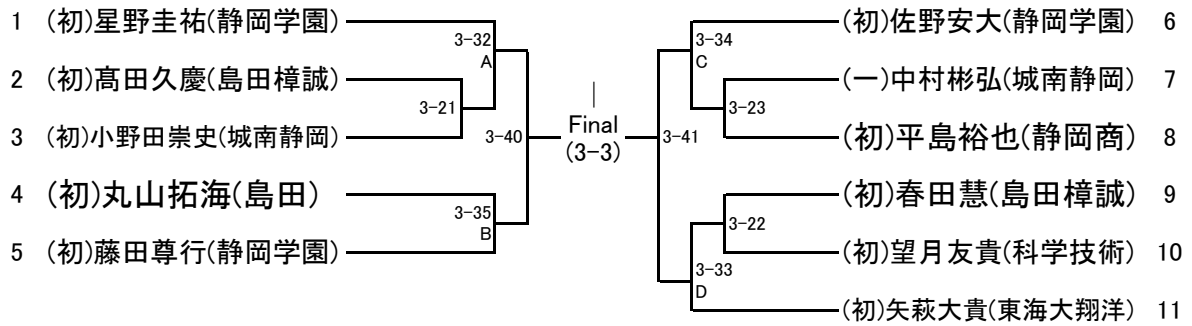 1 (初)星野圭祐(静岡学園)
2 (初)髙田久慶(島田樟誠)
3 (初)小野田崇史(城南静岡)
4 (初)丸山拓海(島田)
5 (初)藤田尊行(静岡学園)
3-32
A
3-21
3-40
3-35
B
|
Final
(3-3)
3-41
3-34
C
3-23
3-22
3-33
D
(初)佐野安大(静岡学園) 6
(一)中村彬弘(城南静岡) 7
(初)平島裕也(静岡商) 8
(初)春田慧(島田樟誠) 9
(初)望月友貴(科学技術) 10
(初)矢萩大貴(東海大翔洋) 11